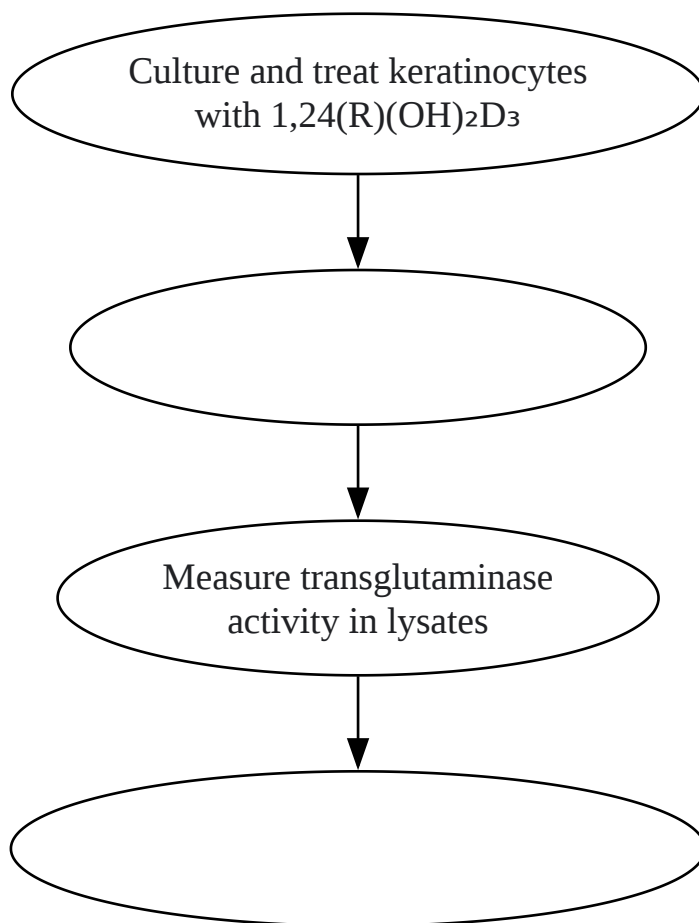 Culture and treat keratinocytes
with 1,24(R)(OH)₂D₃
Measure transglutaminase
activity in lysates